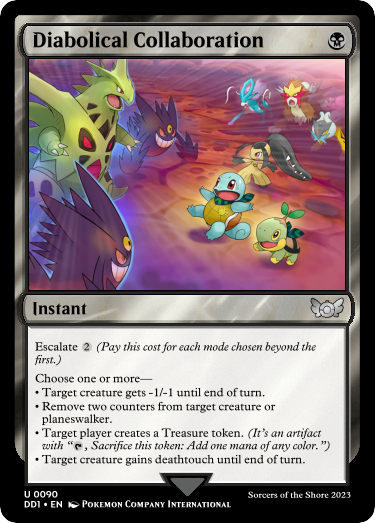 Diabolical Collaboration
Instant
Escalate 2 (Pay this cost for each mode chosen beyond the
first.)
Choose one or more—
• Target creature gets -1/-1 until end of turn.
• Remove two counters from target creature or
planeswalker.
• Target player creates a Treasure token. (It's an artifact
with “, Sacrifice this token: Add one mana of any color.”)
• Target creature gains deathtouch until end of turn.
U 0090
DD1 • EN Pokemon Company International
Sorcers of the Shore 2023